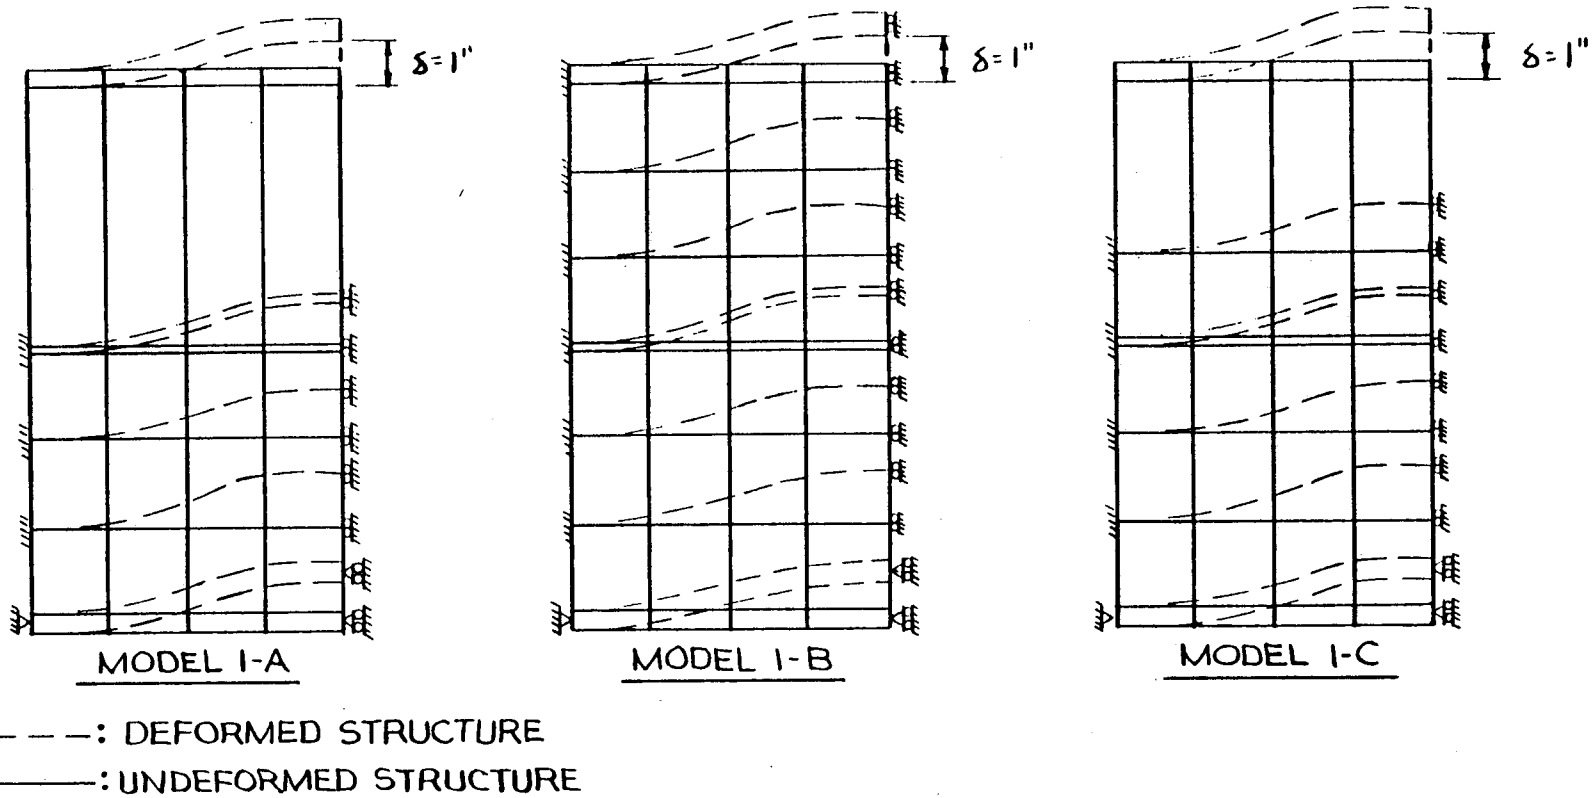 δ=1"
δ=1"
δ=1"
MODEL 1-A
MODEL 1-B
MODEL 1-C
---: DEFORMED STRUCTURE
—: UNDEFORMED STRUCTURE